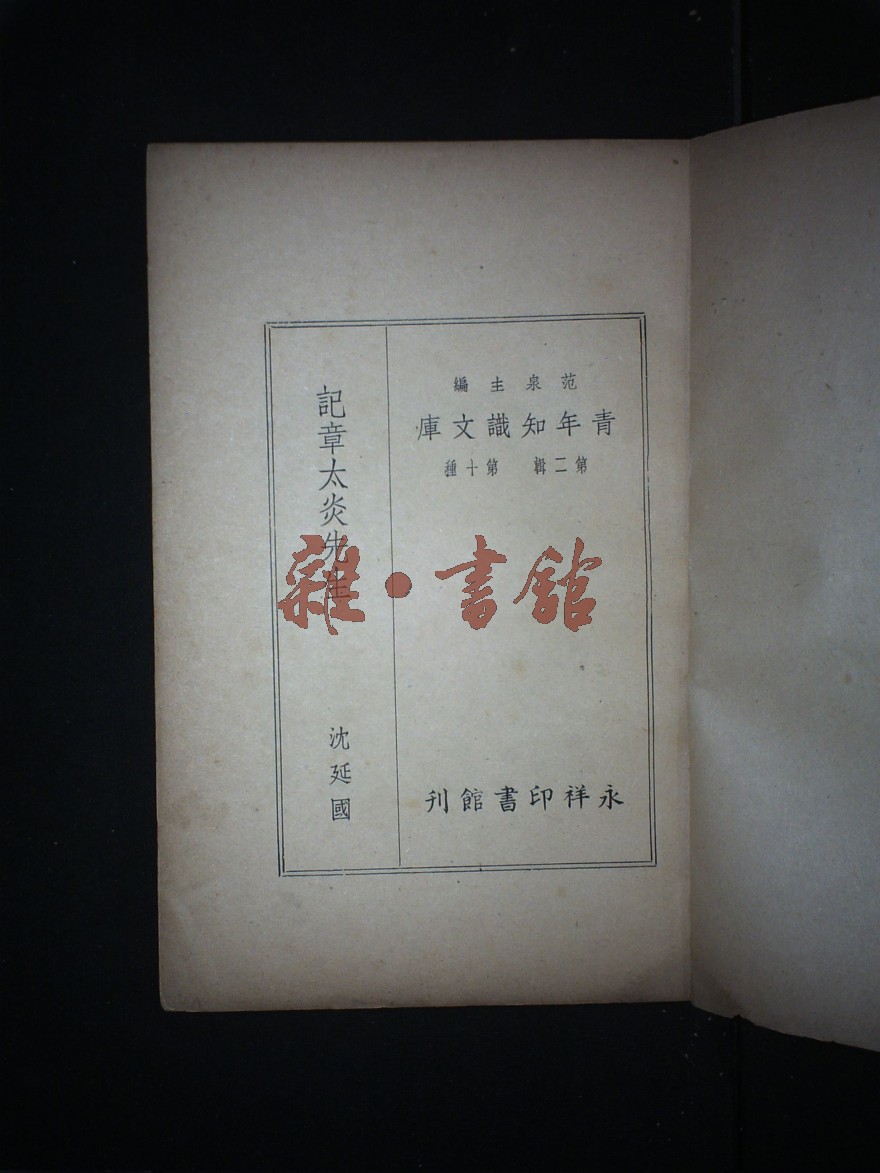 范泉主編
青年知識文庫
第二輯 第十種
永祥印書館刊
記章太炎先生
沈延國
雜·書館